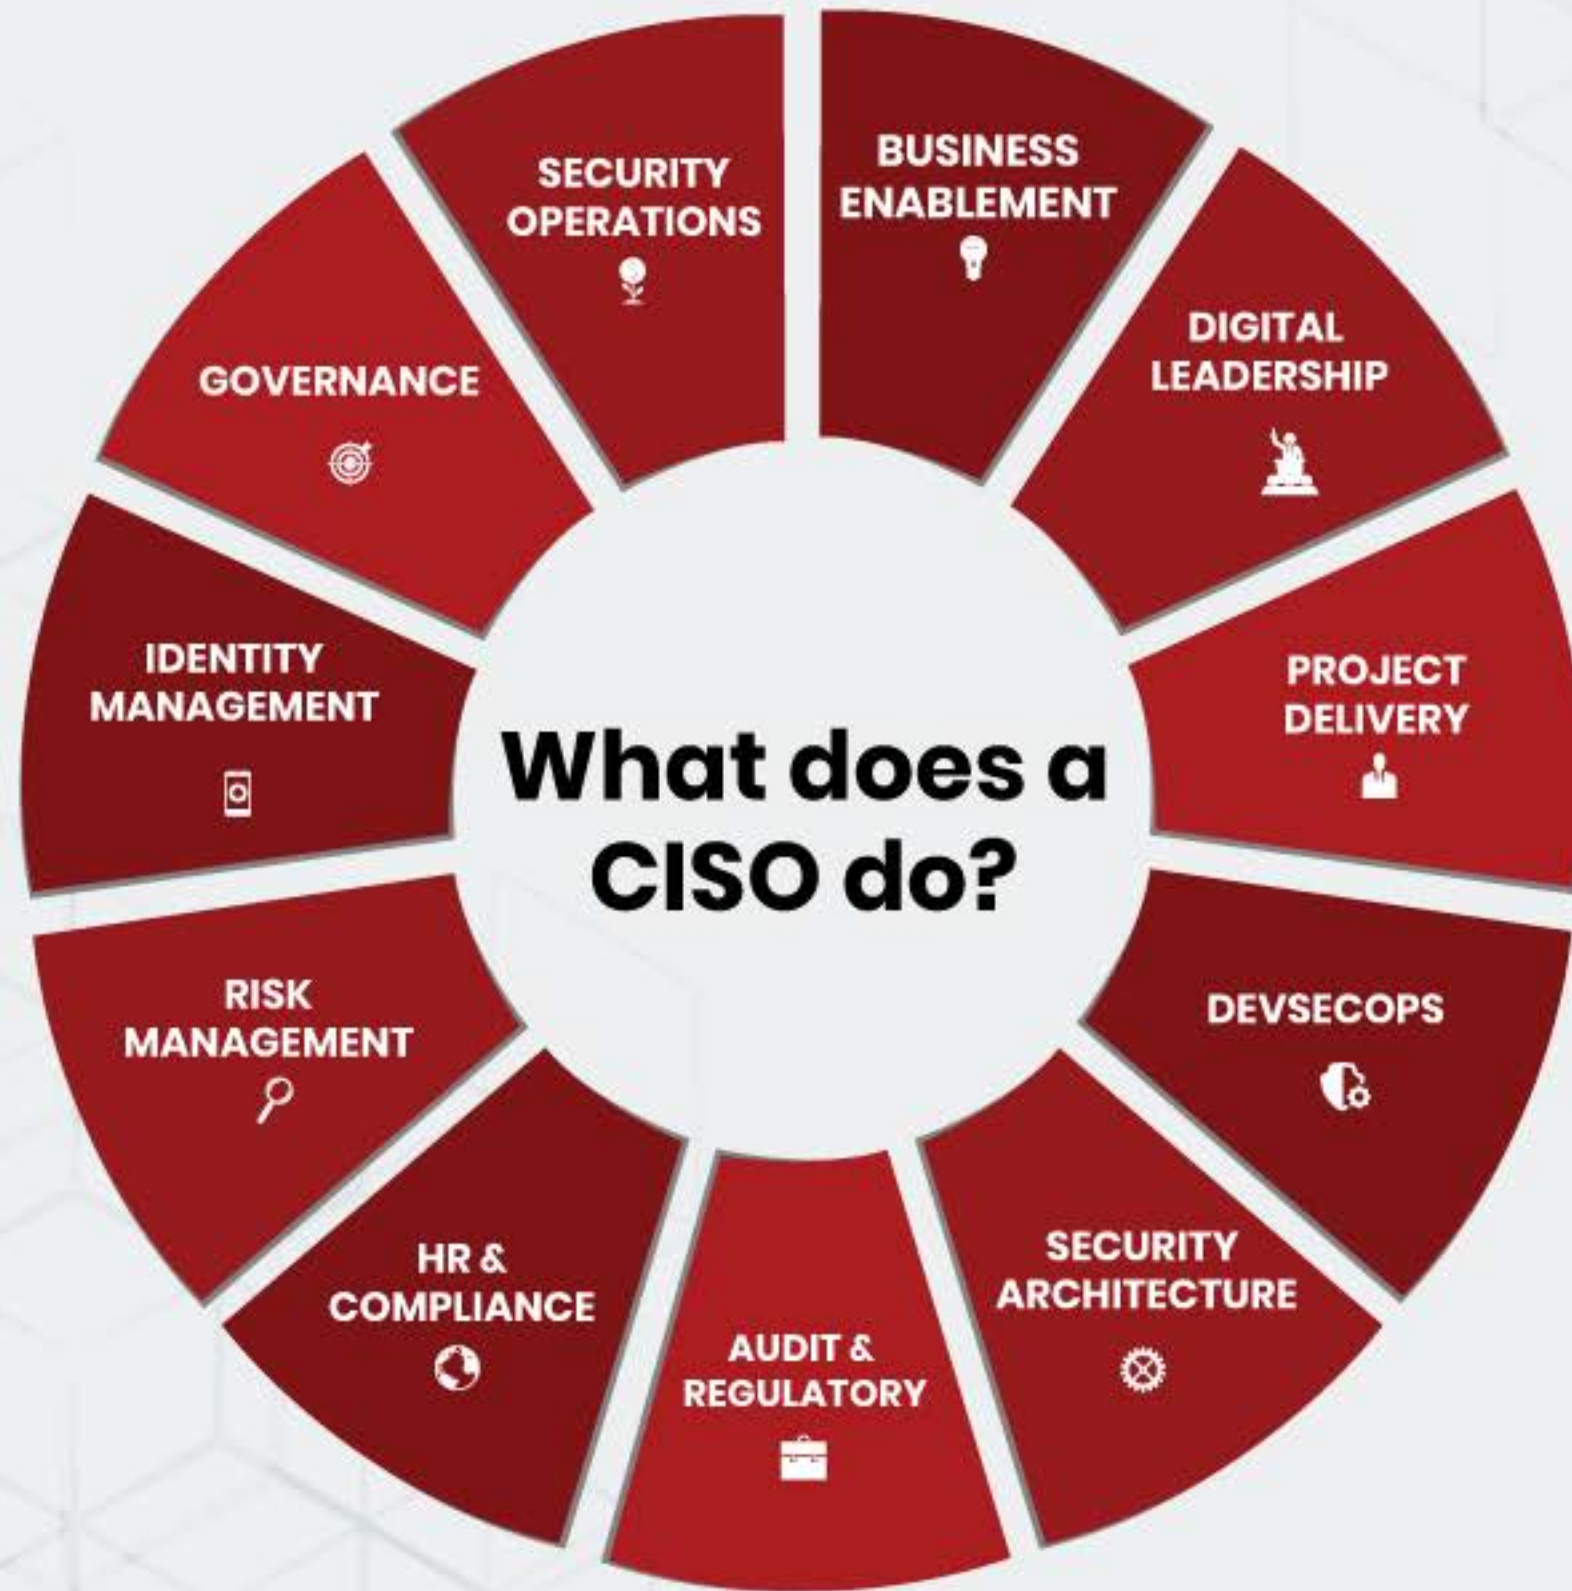 What does a
CISO do?
BUSINESS
ENABLEMENT
DIGITAL
LEADERSHIP
PROJECT
DELIVERY
DEVSECOPS
SECURITY
ARCHITECTURE
AUDIT &
REGULATORY
HR &
COMPLIANCE
RISK
MANAGEMENT
IDENTITY
MANAGEMENT
GOVERNANCE
SECURITY
OPERATIONS